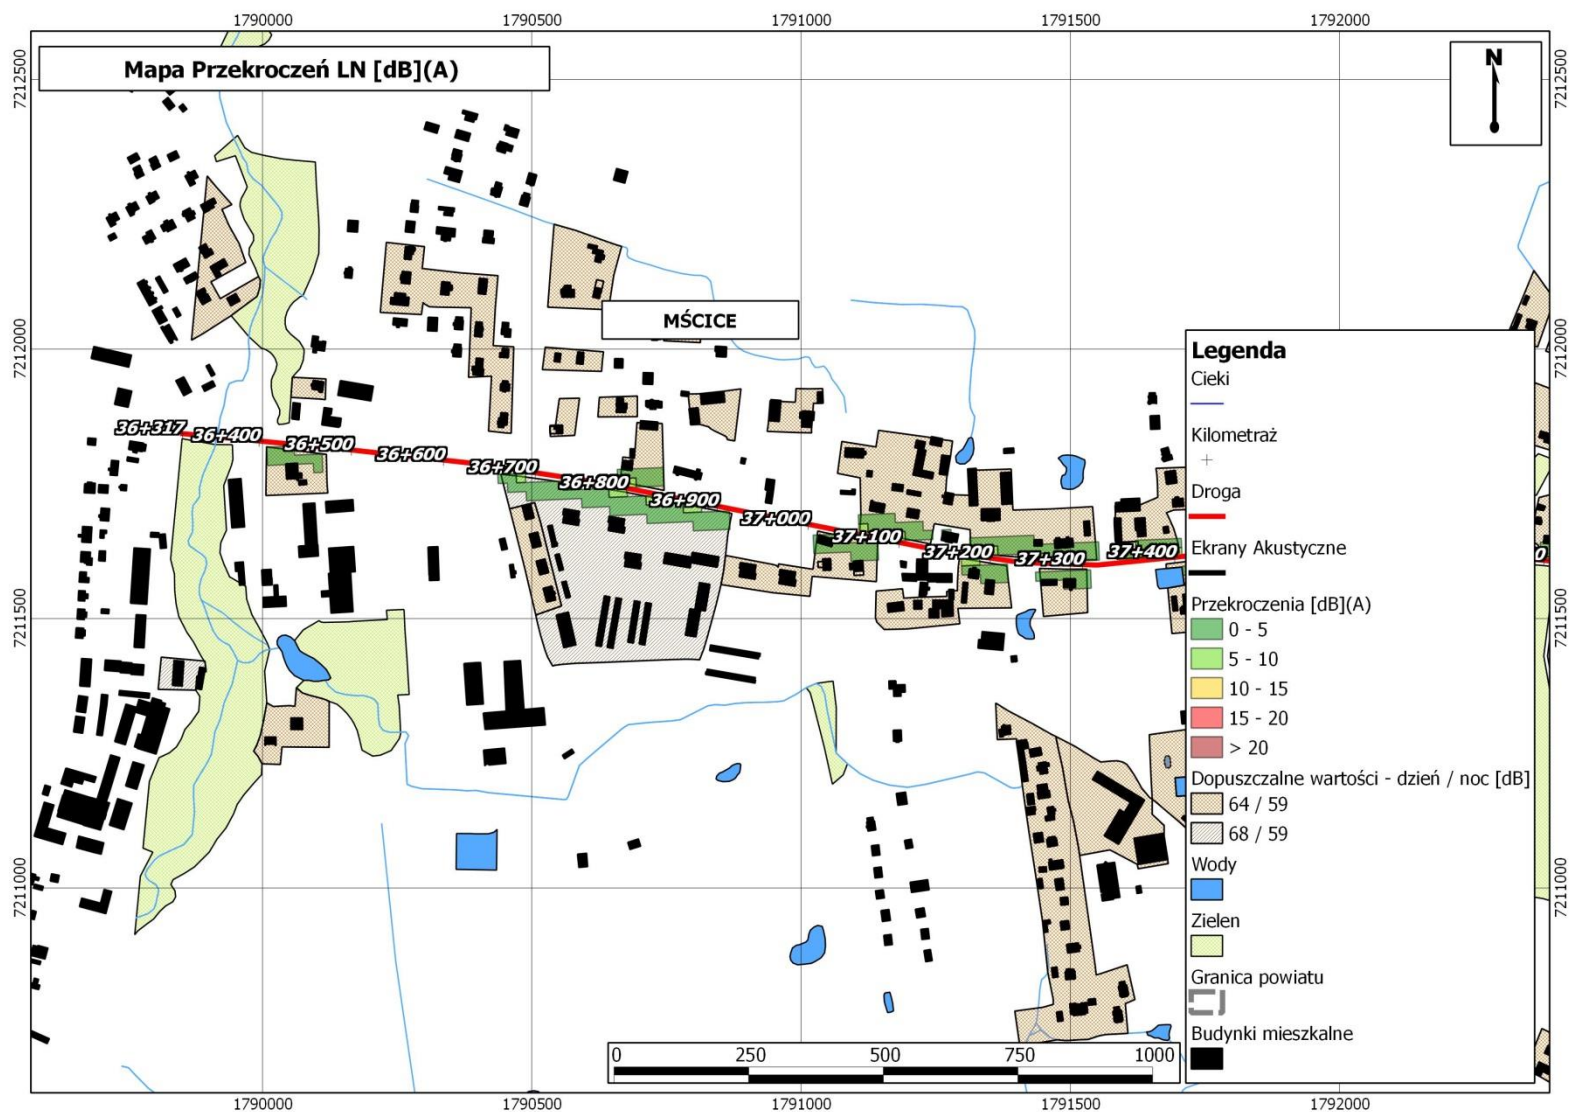 1790000
1790500
1791000
1791500
1792000
Mapa Przekroczeń LN [dB](A)
N
7212500
7212500
MŚCICE
7212000
7212000
36+317
36+400
36+500
36+600
36+700
36+800
36+900
37+000
37+100
37+200
37+300
37+400
Legenda
Cieki
Kilometraż
Droga
Ekrany Akustyczne
Przekroczenia [dB](A)
0 - 5
5 - 10
10 - 15
15 - 20
> 20
Dopuszczalne wartości - dzień / noc [dB]
64 / 59
68 / 59
Wody
Zielen
Granica powiatu
Budynki mieszkalne
7211500
7211500
7211000
7211000
0 250 500 750 1000
1790000
1790500
1791000
1791500
1792000